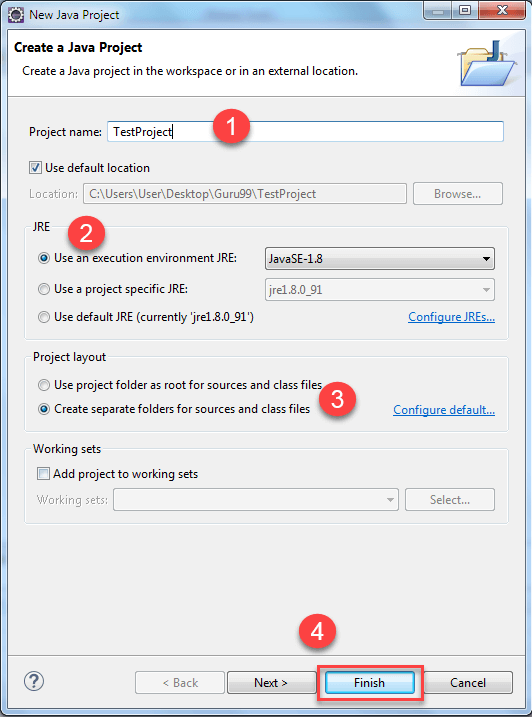 New Java Project
Create a Java Project
Create a Java project in the workspace or in an external location.
Project name: TestProject 1
Use default location
Location: C:\Users\User\Desktop\Guru99\TestProject Browse...
JRE 2
Use an execution environment JRE: JavaSE-1.8
Use a project specific JRE: jre1.8.0_91
Use default JRE (currently 'jre1.8.0_91') Configure JREs...
Project layout
Use project folder as root for sources and class files
3
Create separate folders for sources and class files Configure default...
Working sets
Add project to working sets
Working sets: Select...
4
? < Back Next > Finish Cancel